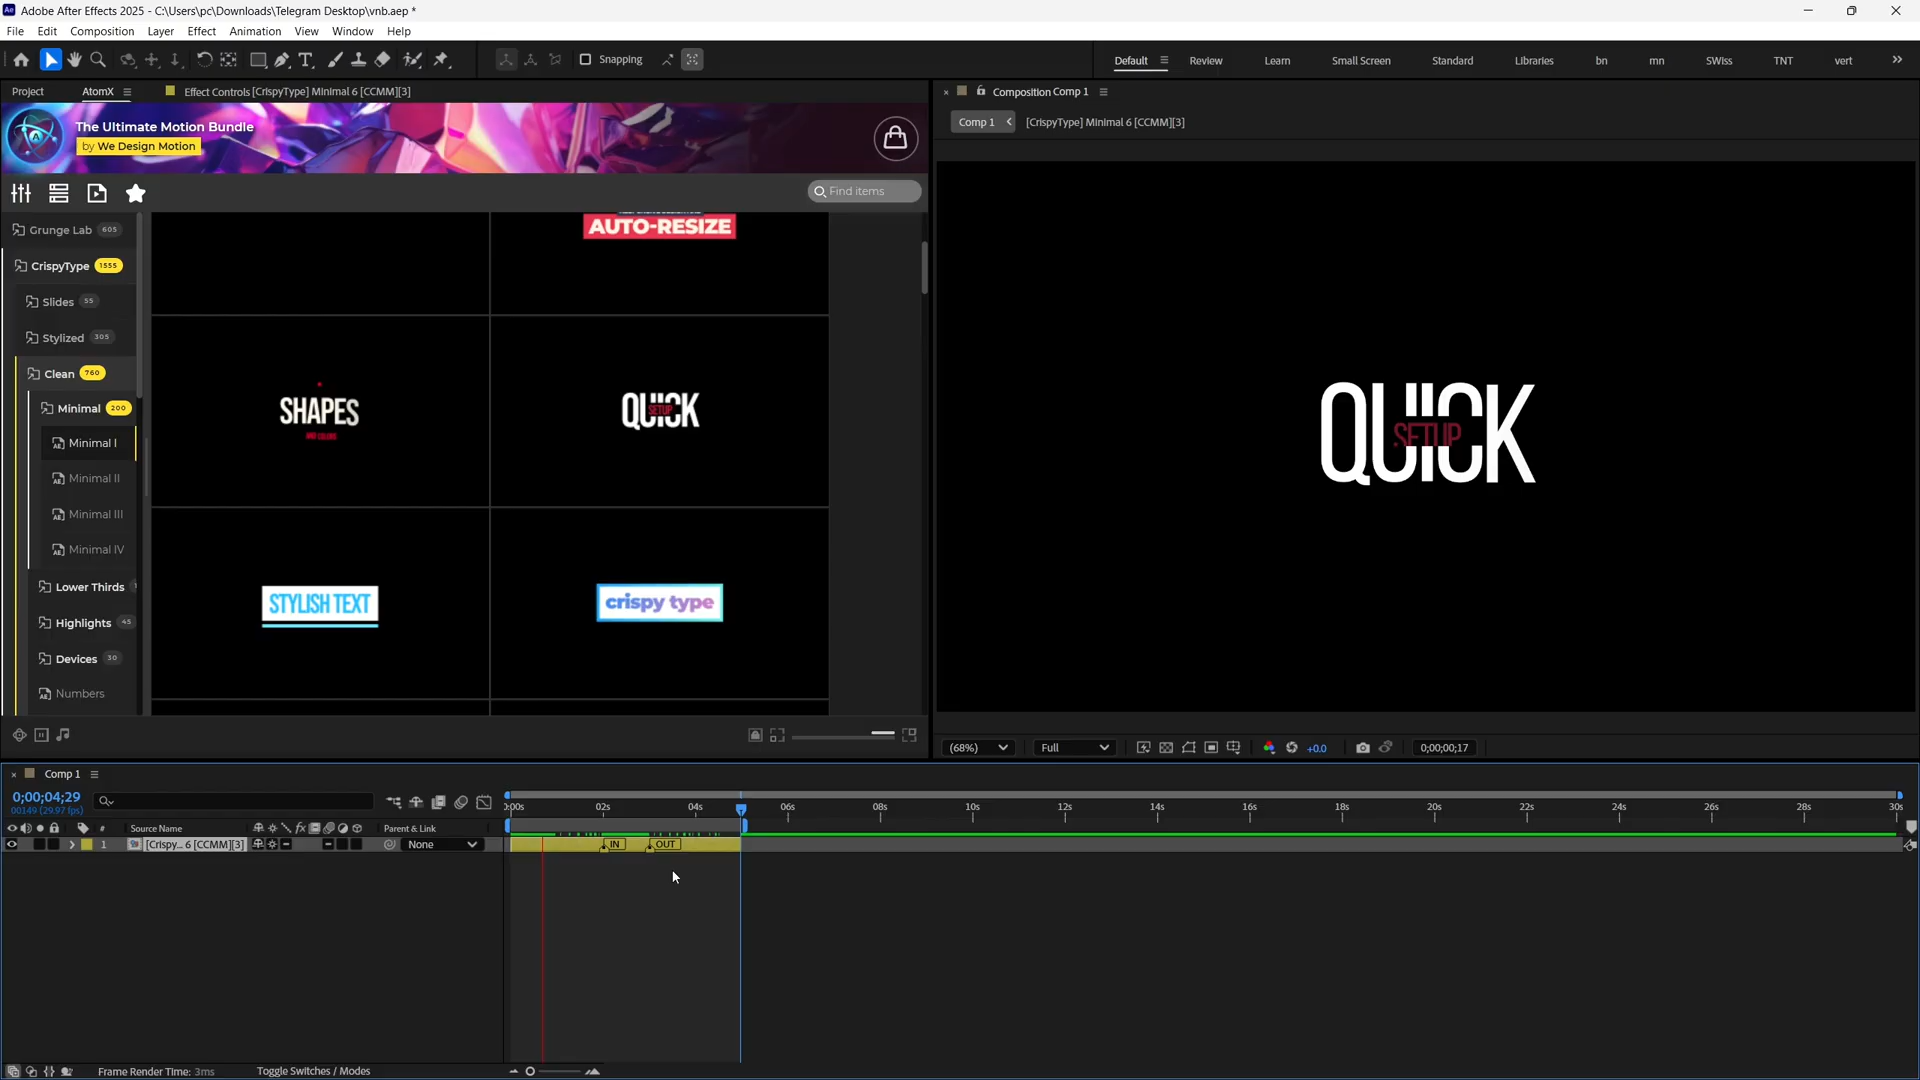 Adobe After Effects 2025 - C:\Users\pc\Downloads\Telegram Desktop\vnb.aep *
File Edit Composition Layer Effect Animation View Window Help
Snapping
Default Review Learn Small Screen Standard Libraries bn mn SWiss TNT vert
Project AtomX Effect Controls [CrispyType] Minimal 6 [CCMM][3]
Composition Comp 1
The Ultimate Motion Bundle
by We Design Motion
Comp 1 [CrispyType] Minimal 6 [CCMM][3]
Find items
Grunge Lab 605
CrispyType 1555
Slides 55
Stylized 305
Clean 760
Minimal 200
Minimal I
Minimal II
Minimal III
Minimal IV
Lower Thirds
Highlights 45
Devices 30
Numbers
AUTO-RESIZE
SHAPES
AND COLORS
QUICK
SETUP
STYLISH TEXT
crispy type
QUICK
SETUP
(68%) Full +0.0 0;00;00;17
Comp 1
0;00;04;29
00149 (29.97 fps)
0:00s 02s 04s 06s 08s 10s 12s 14s 16s 18s 20s 22s 24s 26s 28s 30s
# Source Name fx Parent & Link
1 [Crispy... 6 [CCMM][3] None
IN OUT
Frame Render Time: 3ms Toggle Switches / Modes